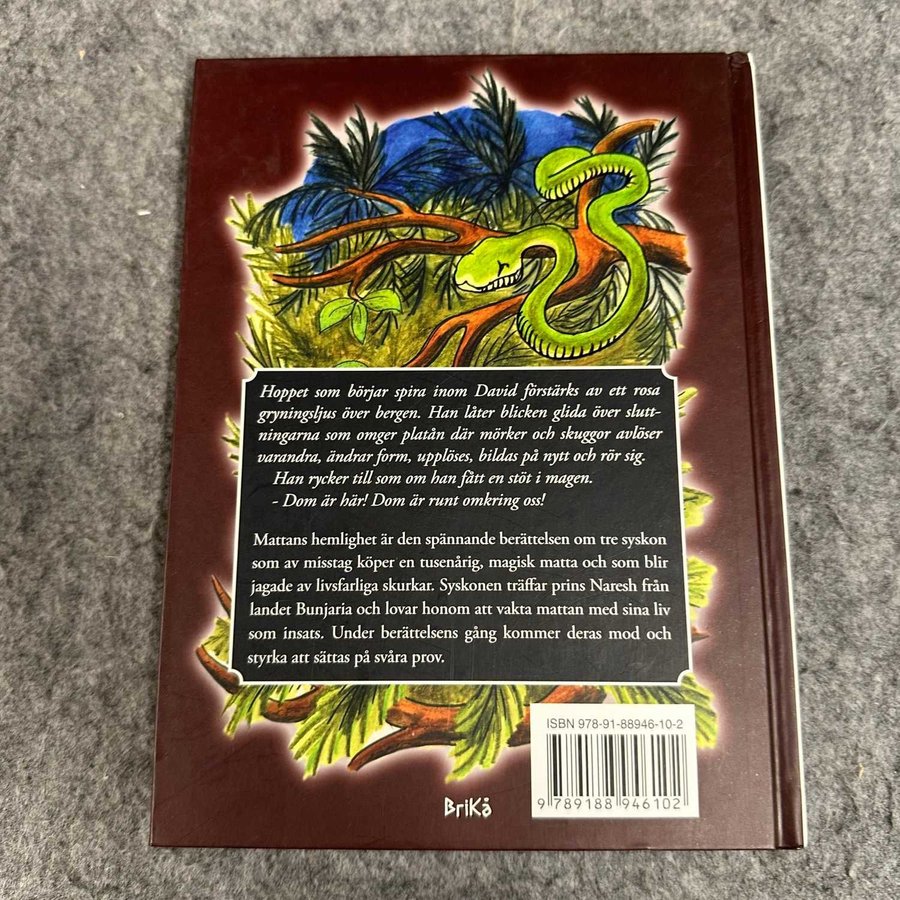 Hoppet som börjar spira inom David förstärks av ett rosa
gryningsljus över bergen. Han låter blicken glida över slutt-
ningarna som omger platån där mörker och skuggor avlöser
varandra, ändrar form, upplöses, bildas på nytt och rör sig.
Han rycker till som om han fått en stöt i magen.
- Dom är här! Dom är runt omkring oss!
Mattans hemlighet är den spännande berättelsen om tre syskon
som av misstag köper en tusenårig, magisk matta och som blir
jagade av livsfarliga skurkar. Syskonen träffar prins Naresh från
landet Bunjaria och lovar honom att vakta mattan med sina liv
som insats. Under berättelsens gång kommer deras mod och
styrka att sättas på svåra prov.
ISBN 978-91-88946-10-2
9 789188 946102
BriKå